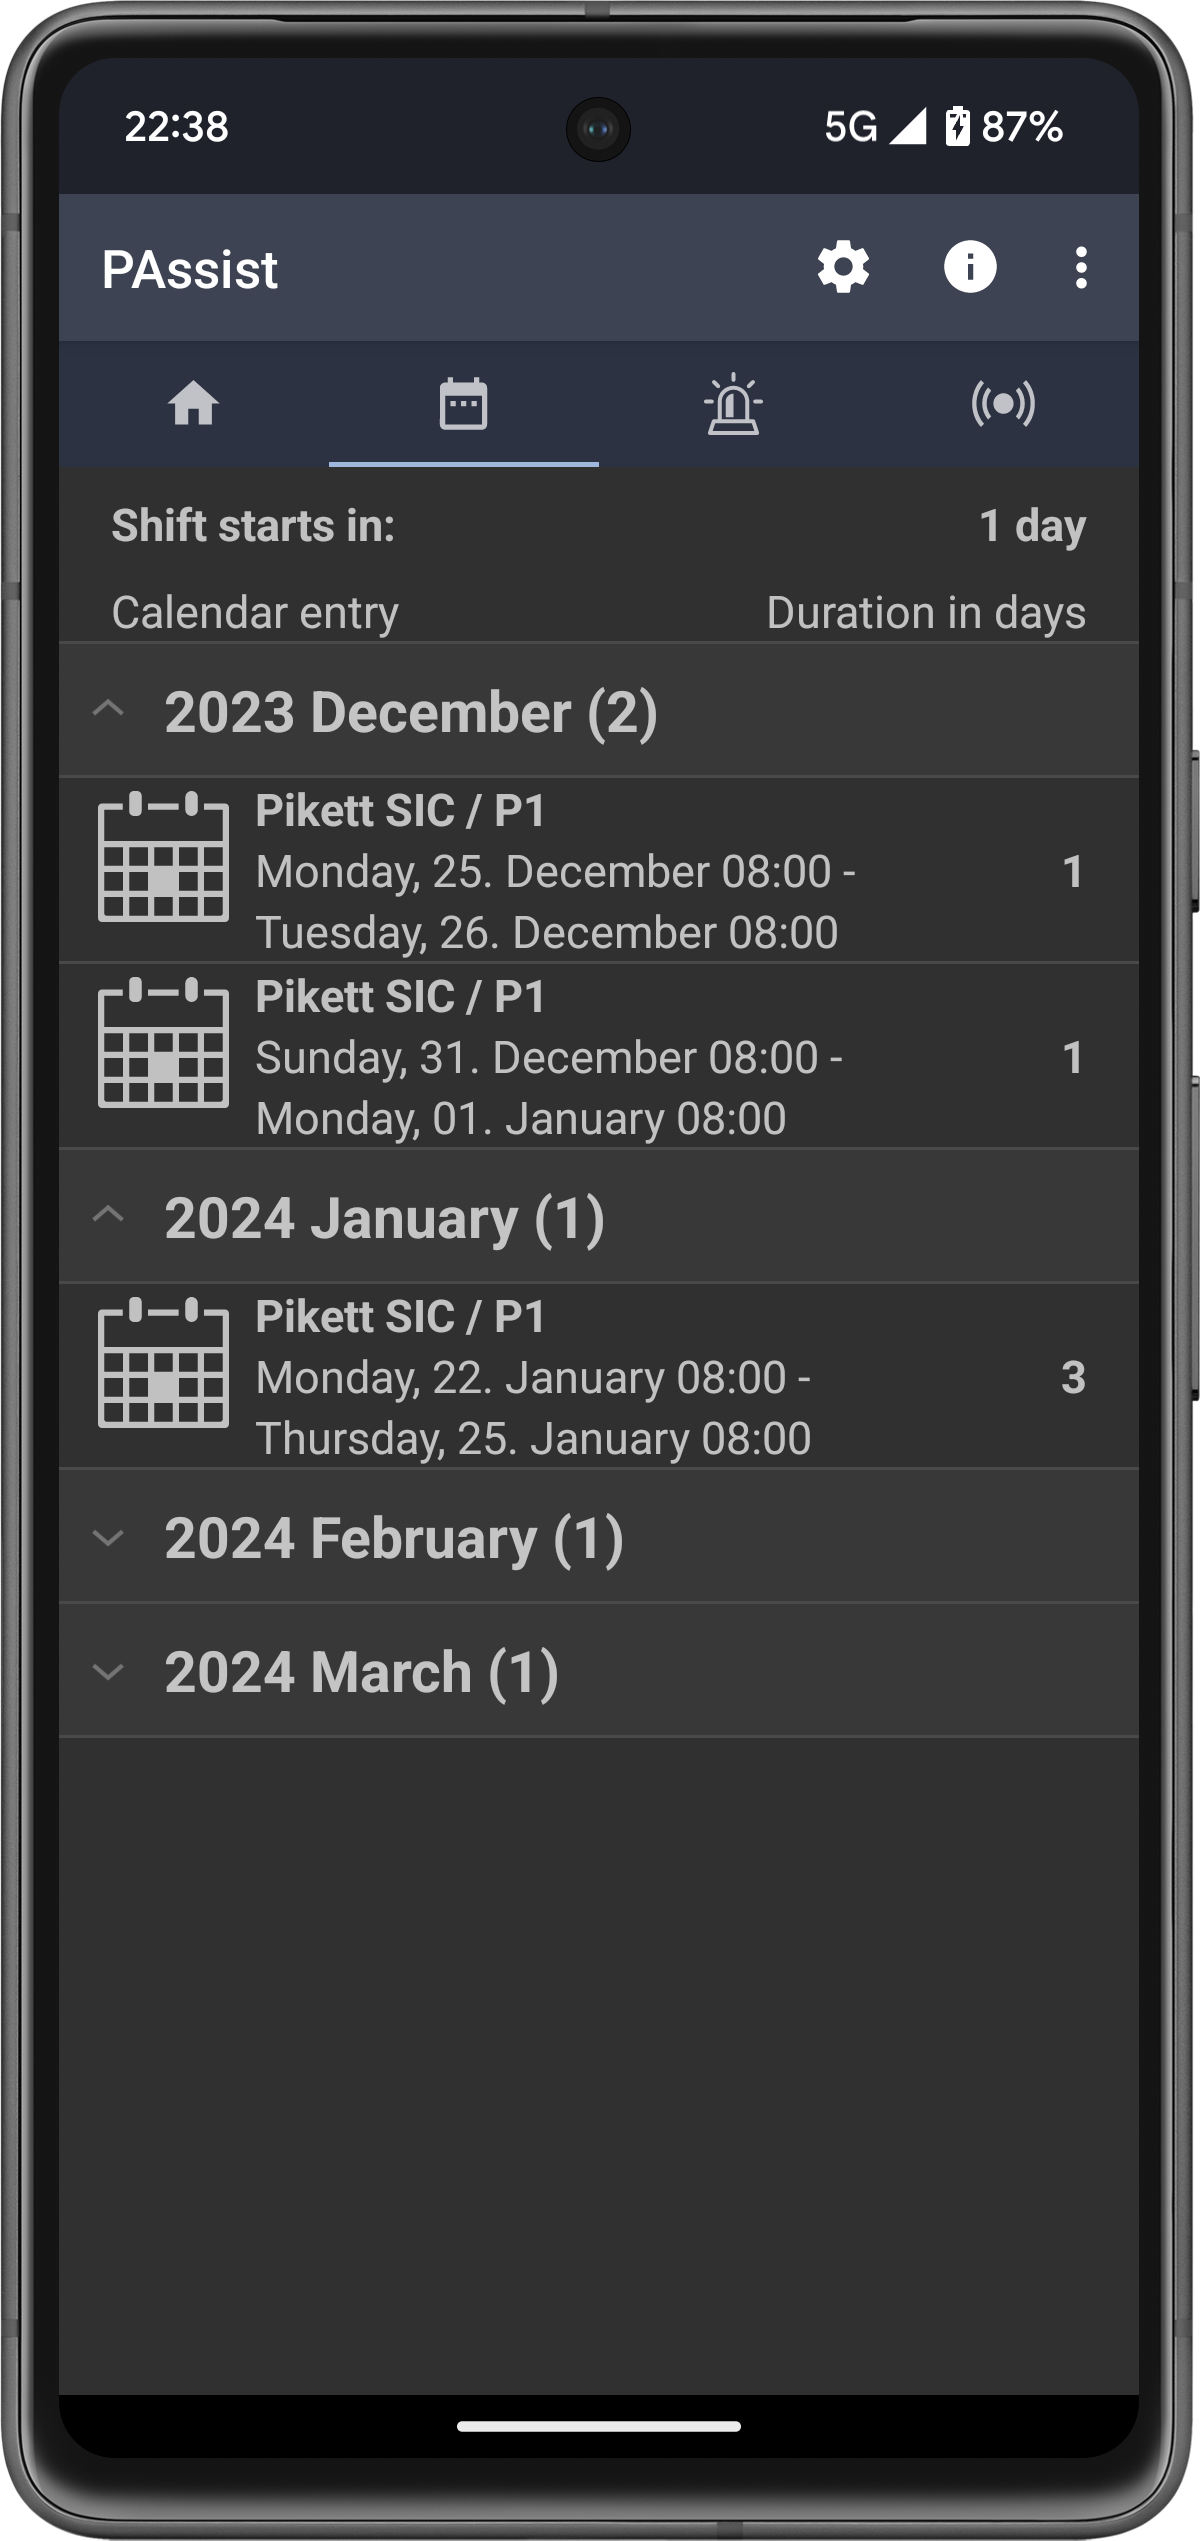 22:38
5G 87%
PAssist
Shift starts in: 1 day
Calendar entry Duration in days
2023 December (2)
Pikett SIC / P1
Monday, 25. December 08:00 - 1
Tuesday, 26. December 08:00
Pikett SIC / P1
Sunday, 31. December 08:00 - 1
Monday, 01. January 08:00
2024 January (1)
Pikett SIC / P1
Monday, 22. January 08:00 - 3
Thursday, 25. January 08:00
2024 February (1)
2024 March (1)